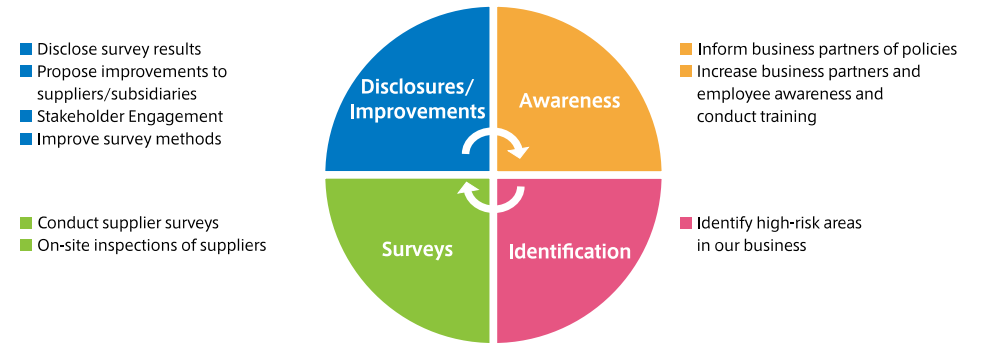 Disclose survey results
Propose improvements to
suppliers/subsidiaries
Stakeholder Engagement
Improve survey methods
Disclosures/
Improvements
Awareness
Inform business partners of policies
Increase business partners and
employee awareness and
conduct training
Conduct supplier surveys
On-site inspections of suppliers
Surveys
Identification
Identify high-risk areas
in our business